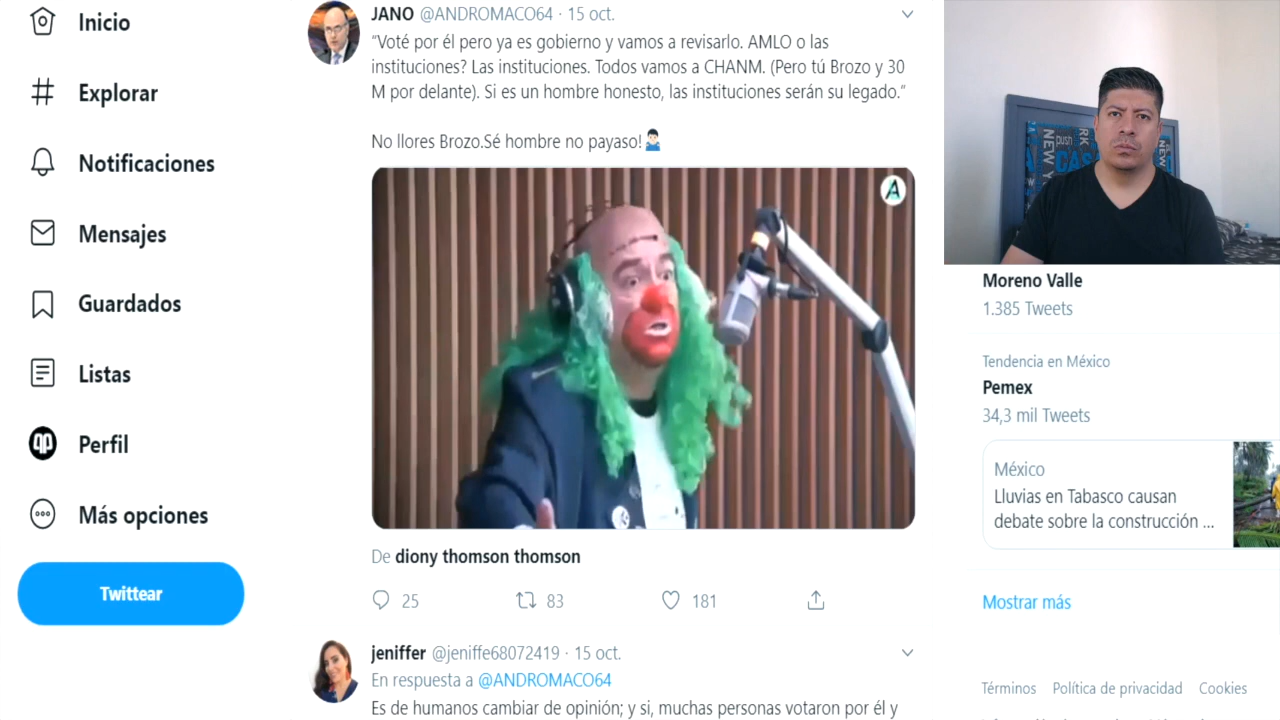 Inicio
Explorar
Notificaciones
Mensajes
Guardados
Listas
Perfil
Más opciones
Twittear
JANO @ANDROMACO64 · 15 oct.
“Voté por él pero ya es gobierno y vamos a revisarlo. AMLO o las
instituciones? Las instituciones. Todos vamos a CHANM. (Pero tú Brozo y 30
M por delante). Si es un hombre honesto, las instituciones serán su legado.“
No llores Brozo.Sé hombre no payaso!
De diony thomson thomson
25 83 181
jeniffer @jeniffe68072419 · 15 oct.
En respuesta a @ANDROMACO64
Es de humanos cambiar de opinión; y si, muchas personas votaron por él y
NEW
push
RK
NEW
Moreno Valle
1.385 Tweets
Tendencia en México
Pemex
34,3 mil Tweets
México
Lluvias en Tabasco causan
debate sobre la construcción ...
Mostrar más
Términos Política de privacidad Cookies